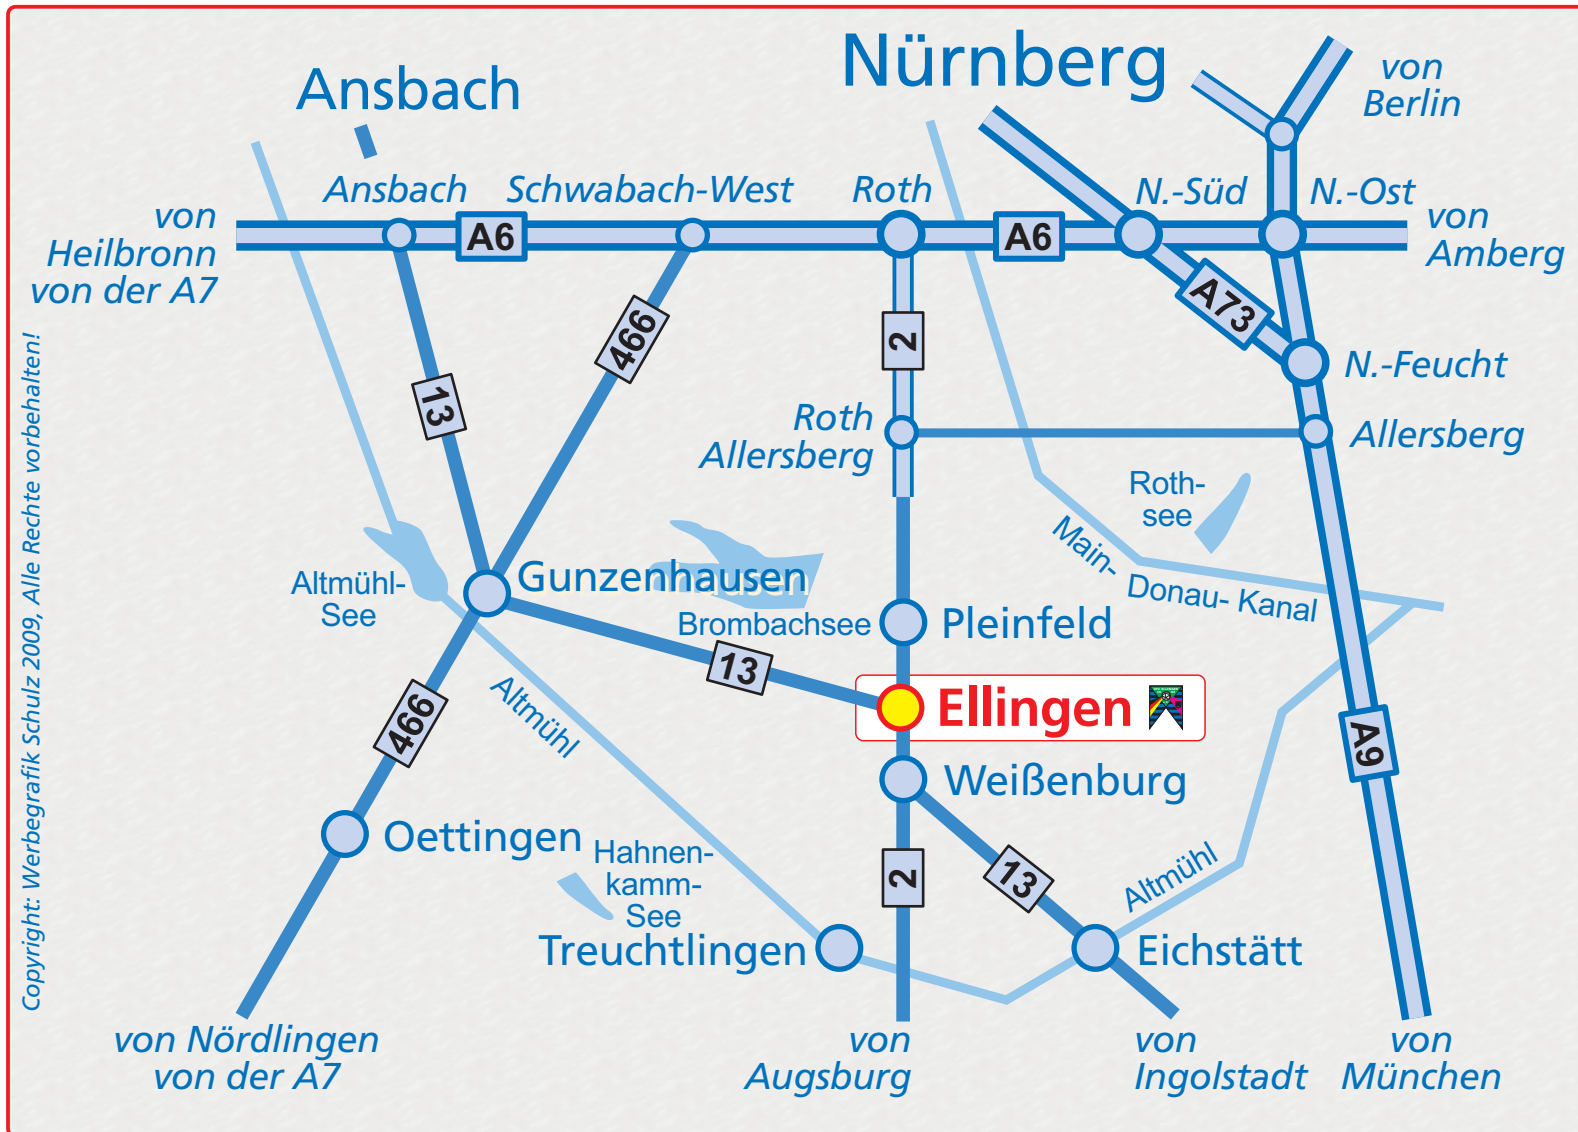 Nürnberg
von
Berlin
Ansbach
Ansbach
Schwabach-West
Roth
N.-Süd
N.-Ost
von
Heilbronn
von der A7
A6
A6
von
Amberg
A73
466
2
13
N.-Feucht
Roth
Allersberg
Allersberg
Roth-
see
Main-
Donau- Kanal
Altmühl-
See
Gunzenhausen
Brombachsee
Pleinfeld
13
Ellingen
Altmühl
466
A9
Weißenburg
Oettingen
Hahnen-
kamm-
See
2
13
Altmühl
Treuchtlingen
Eichstätt
von Nördlingen
von der A7
von
Augsburg
von
Ingolstadt
von
München
Copyright: Werbegrafik Schulz 2009, Alle Rechte vorbehalten!